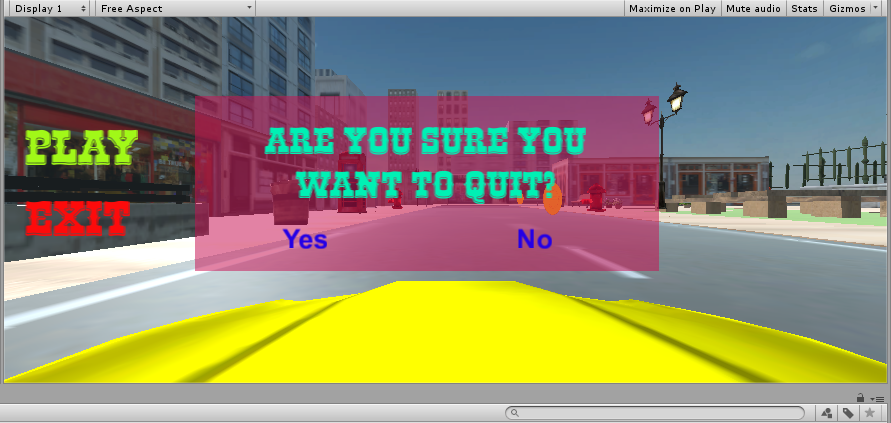 Display 1
Free Aspect
Maximize on Play
Mute audio
Stats
Gizmos
PLAY
EXIT
ARE YOU SURE YOU
WANT TO QUIT?
Yes
No